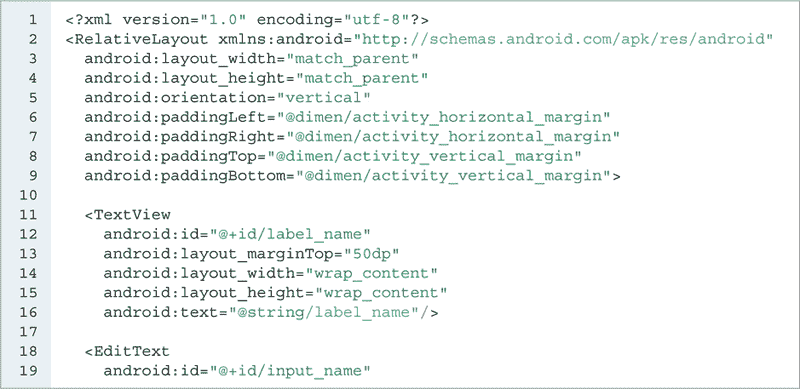 1 <?xml version="1.0" encoding="utf-8"?>
2 <RelativeLayout xmlns:android="http://schemas.android.com/apk/res/android"
3   android:layout_width="match_parent"
4   android:layout_height="match_parent"
5   android:orientation="vertical"
6   android:paddingLeft="@dimen/activity_horizontal_margin"
7   android:paddingRight="@dimen/activity_horizontal_margin"
8   android:paddingTop="@dimen/activity_vertical_margin"
9   android:paddingBottom="@dimen/activity_vertical_margin">
10
11   <TextView
12     android:id="@+id/label_name"
13     android:layout_marginTop="50dp"
14     android:layout_width="wrap_content"
15     android:layout_height="wrap_content"
16     android:text="@string/label_name"/>
17
18   <EditText
19     android:id="@+id/input_name"